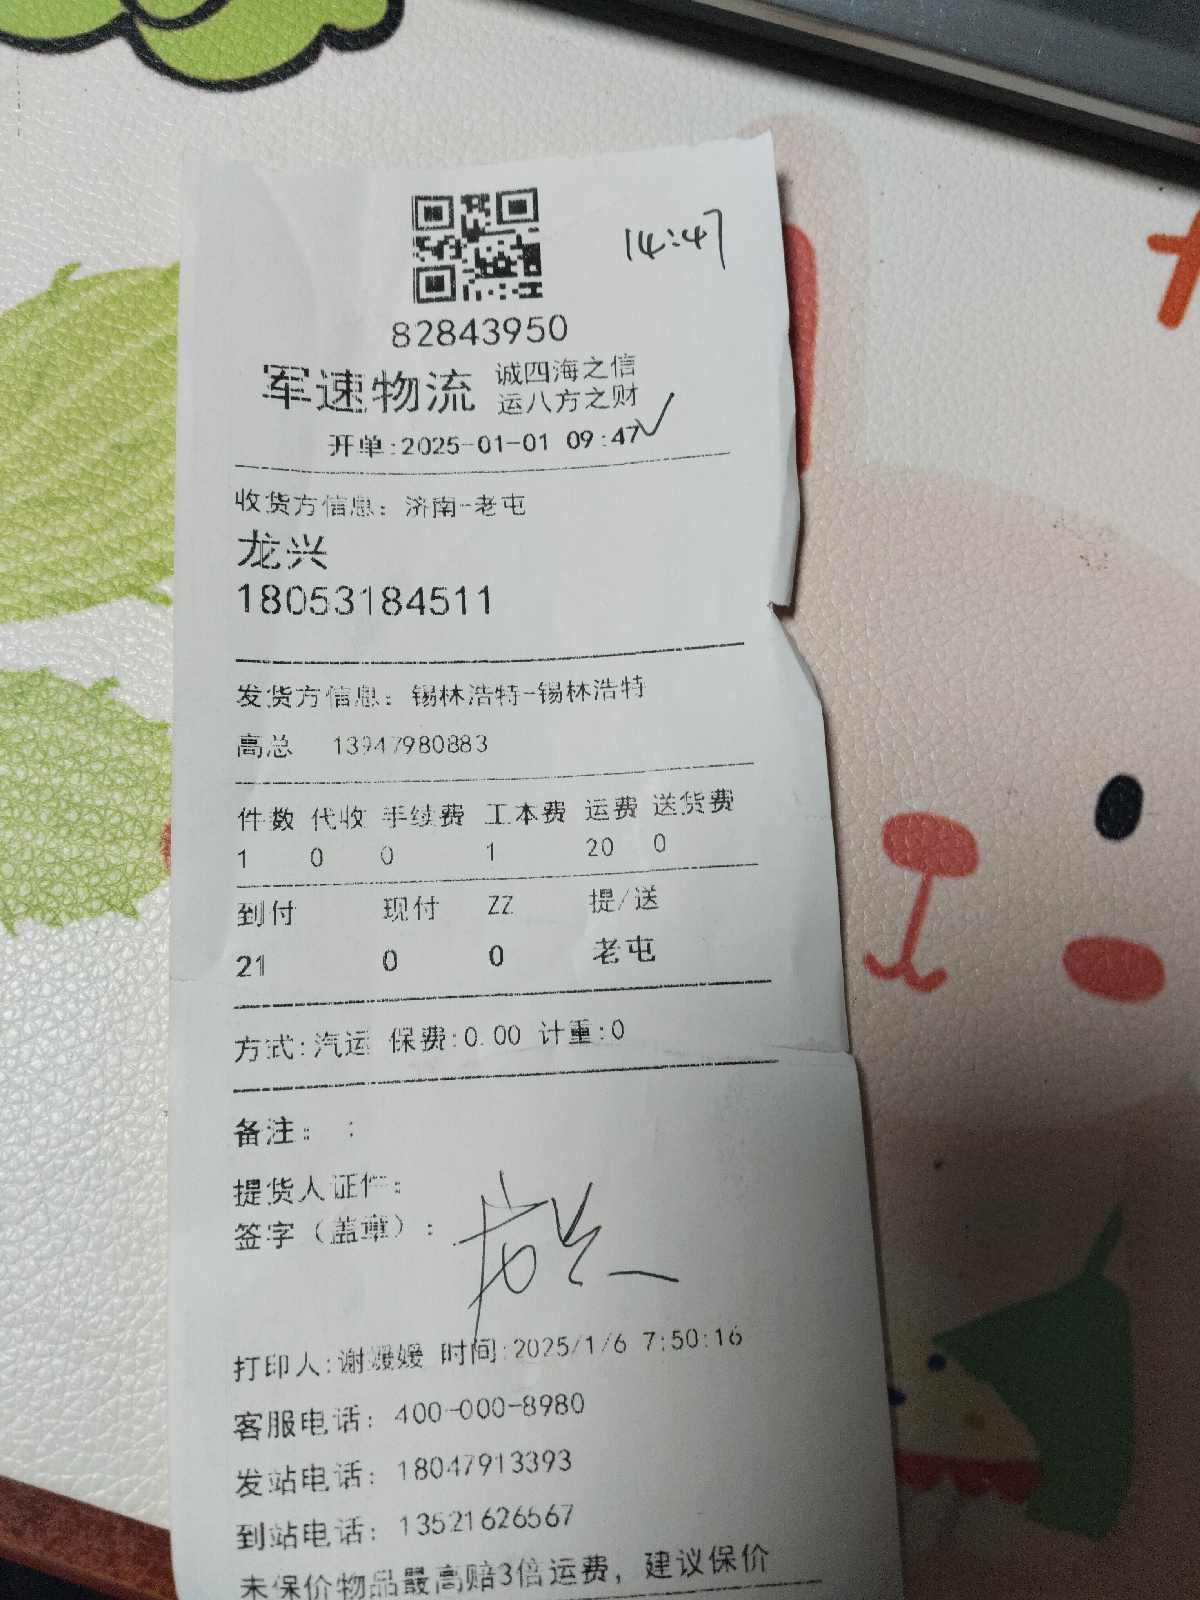 14:47
82843950
军速物流 诚四海之信
运八方之财
开单:2025-01-01 09:47
收货方信息: 济南-老屯
龙兴
18053184511
发货方信息: 锡林浩特-锡林浩特
高总 13947980883
件数 代收 手续费 工本费 运费 送货费
1 0 0 1 20 0
到付 现付 ZZ 提/送
21 0 0 老屯
方式:汽运 保费:0.00 计重:0
备注: :
提货人证件:
签字（盖章）:
打印人:谢媛媛 时间:2025/1/6 7:50:16
客服电话: 400-000-8980
发站电话: 18047913393
到站电话: 13521626567
未保价物品最高赔3倍运费，建议保价